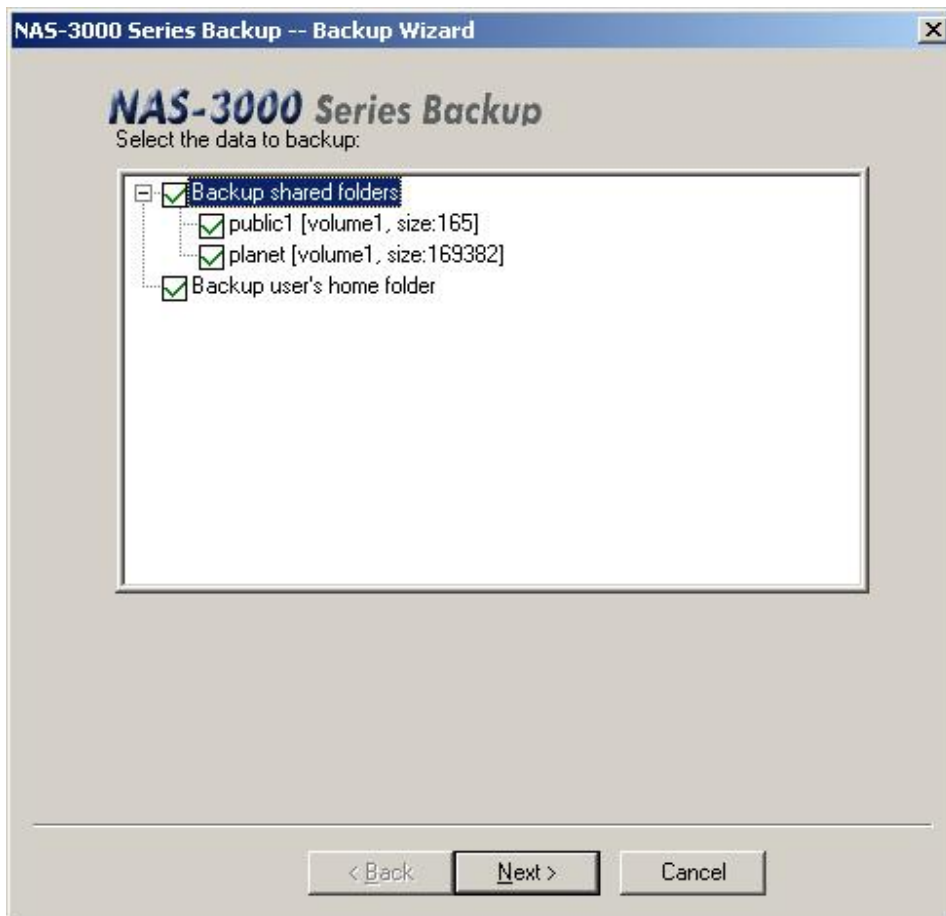 NAS-3000 Series Backup -- Backup Wizard
NAS-3000 Series Backup
Select the data to backup:
Backup shared folders
public1 [volume1, size:165]
planet [volume1, size:169382]
Backup user's home folder
< Back Next > Cancel